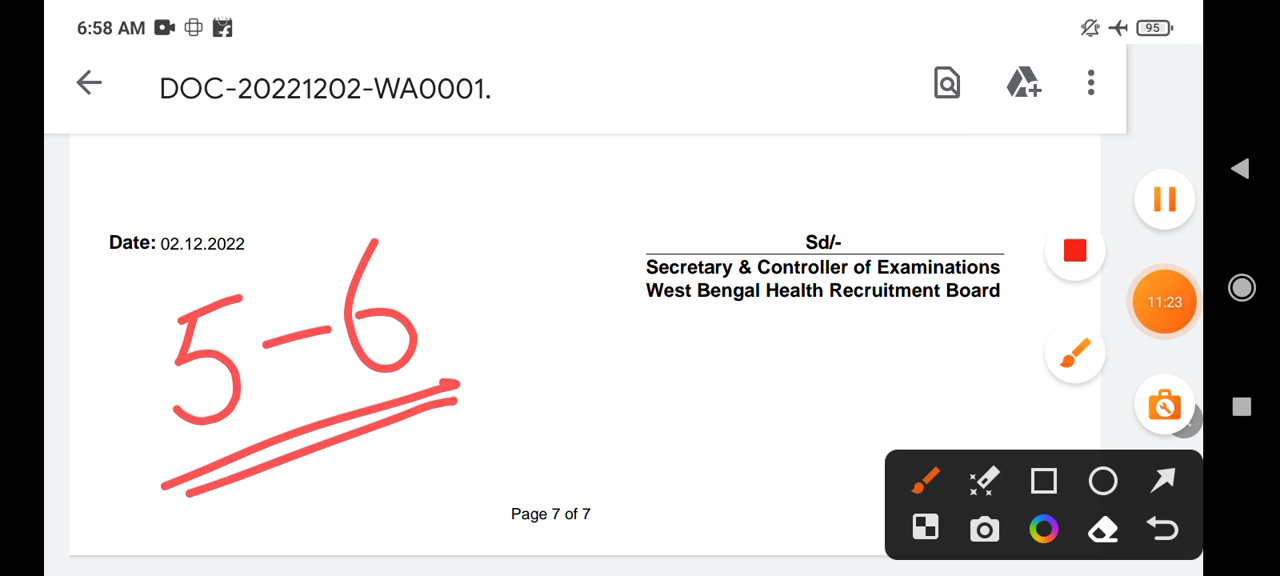 6:58 AM
95
DOC-20221202-WA0001.
Date: 02.12.2022
Sd/-
Secretary & Controller of Examinations
West Bengal Health Recruitment Board
11:23
5-6
Page 7 of 7